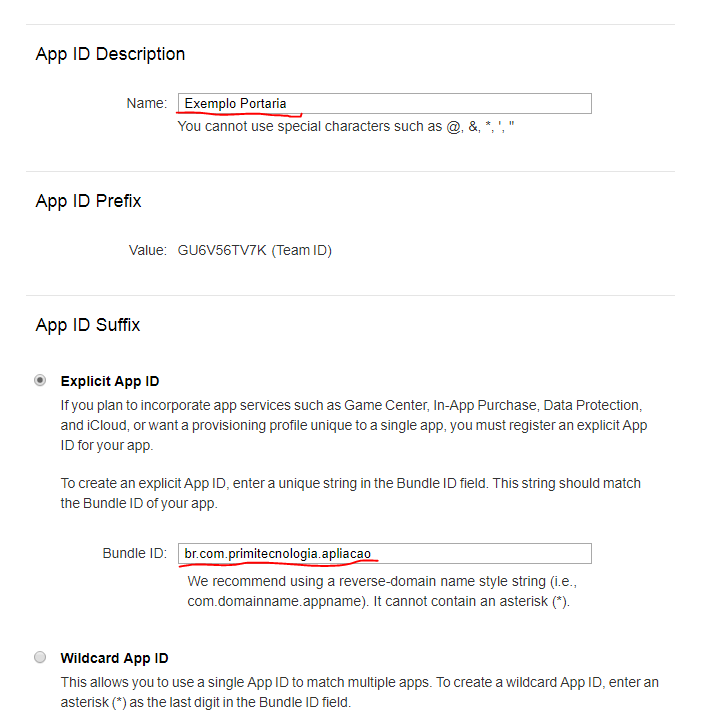 App ID Description
Name: Exemplo Portaria
You cannot use special characters such as @, &, *, ', "
App ID Prefix
Value: GU6V56TV7K (Team ID)
App ID Suffix
Explicit App ID
If you plan to incorporate app services such as Game Center, In-App Purchase, Data Protection,
and iCloud, or want a provisioning profile unique to a single app, you must register an explicit App
ID for your app.
To create an explicit App ID, enter a unique string in the Bundle ID field. This string should match
the Bundle ID of your app.
Bundle ID: br.com.primitecnologia.apliacao
We recommend using a reverse-domain name style string (i.e.,
com.domainname.appname). It cannot contain an asterisk (*).
Wildcard App ID
This allows you to use a single App ID to match multiple apps. To create a wildcard App ID, enter an
asterisk (*) as the last digit in the Bundle ID field.